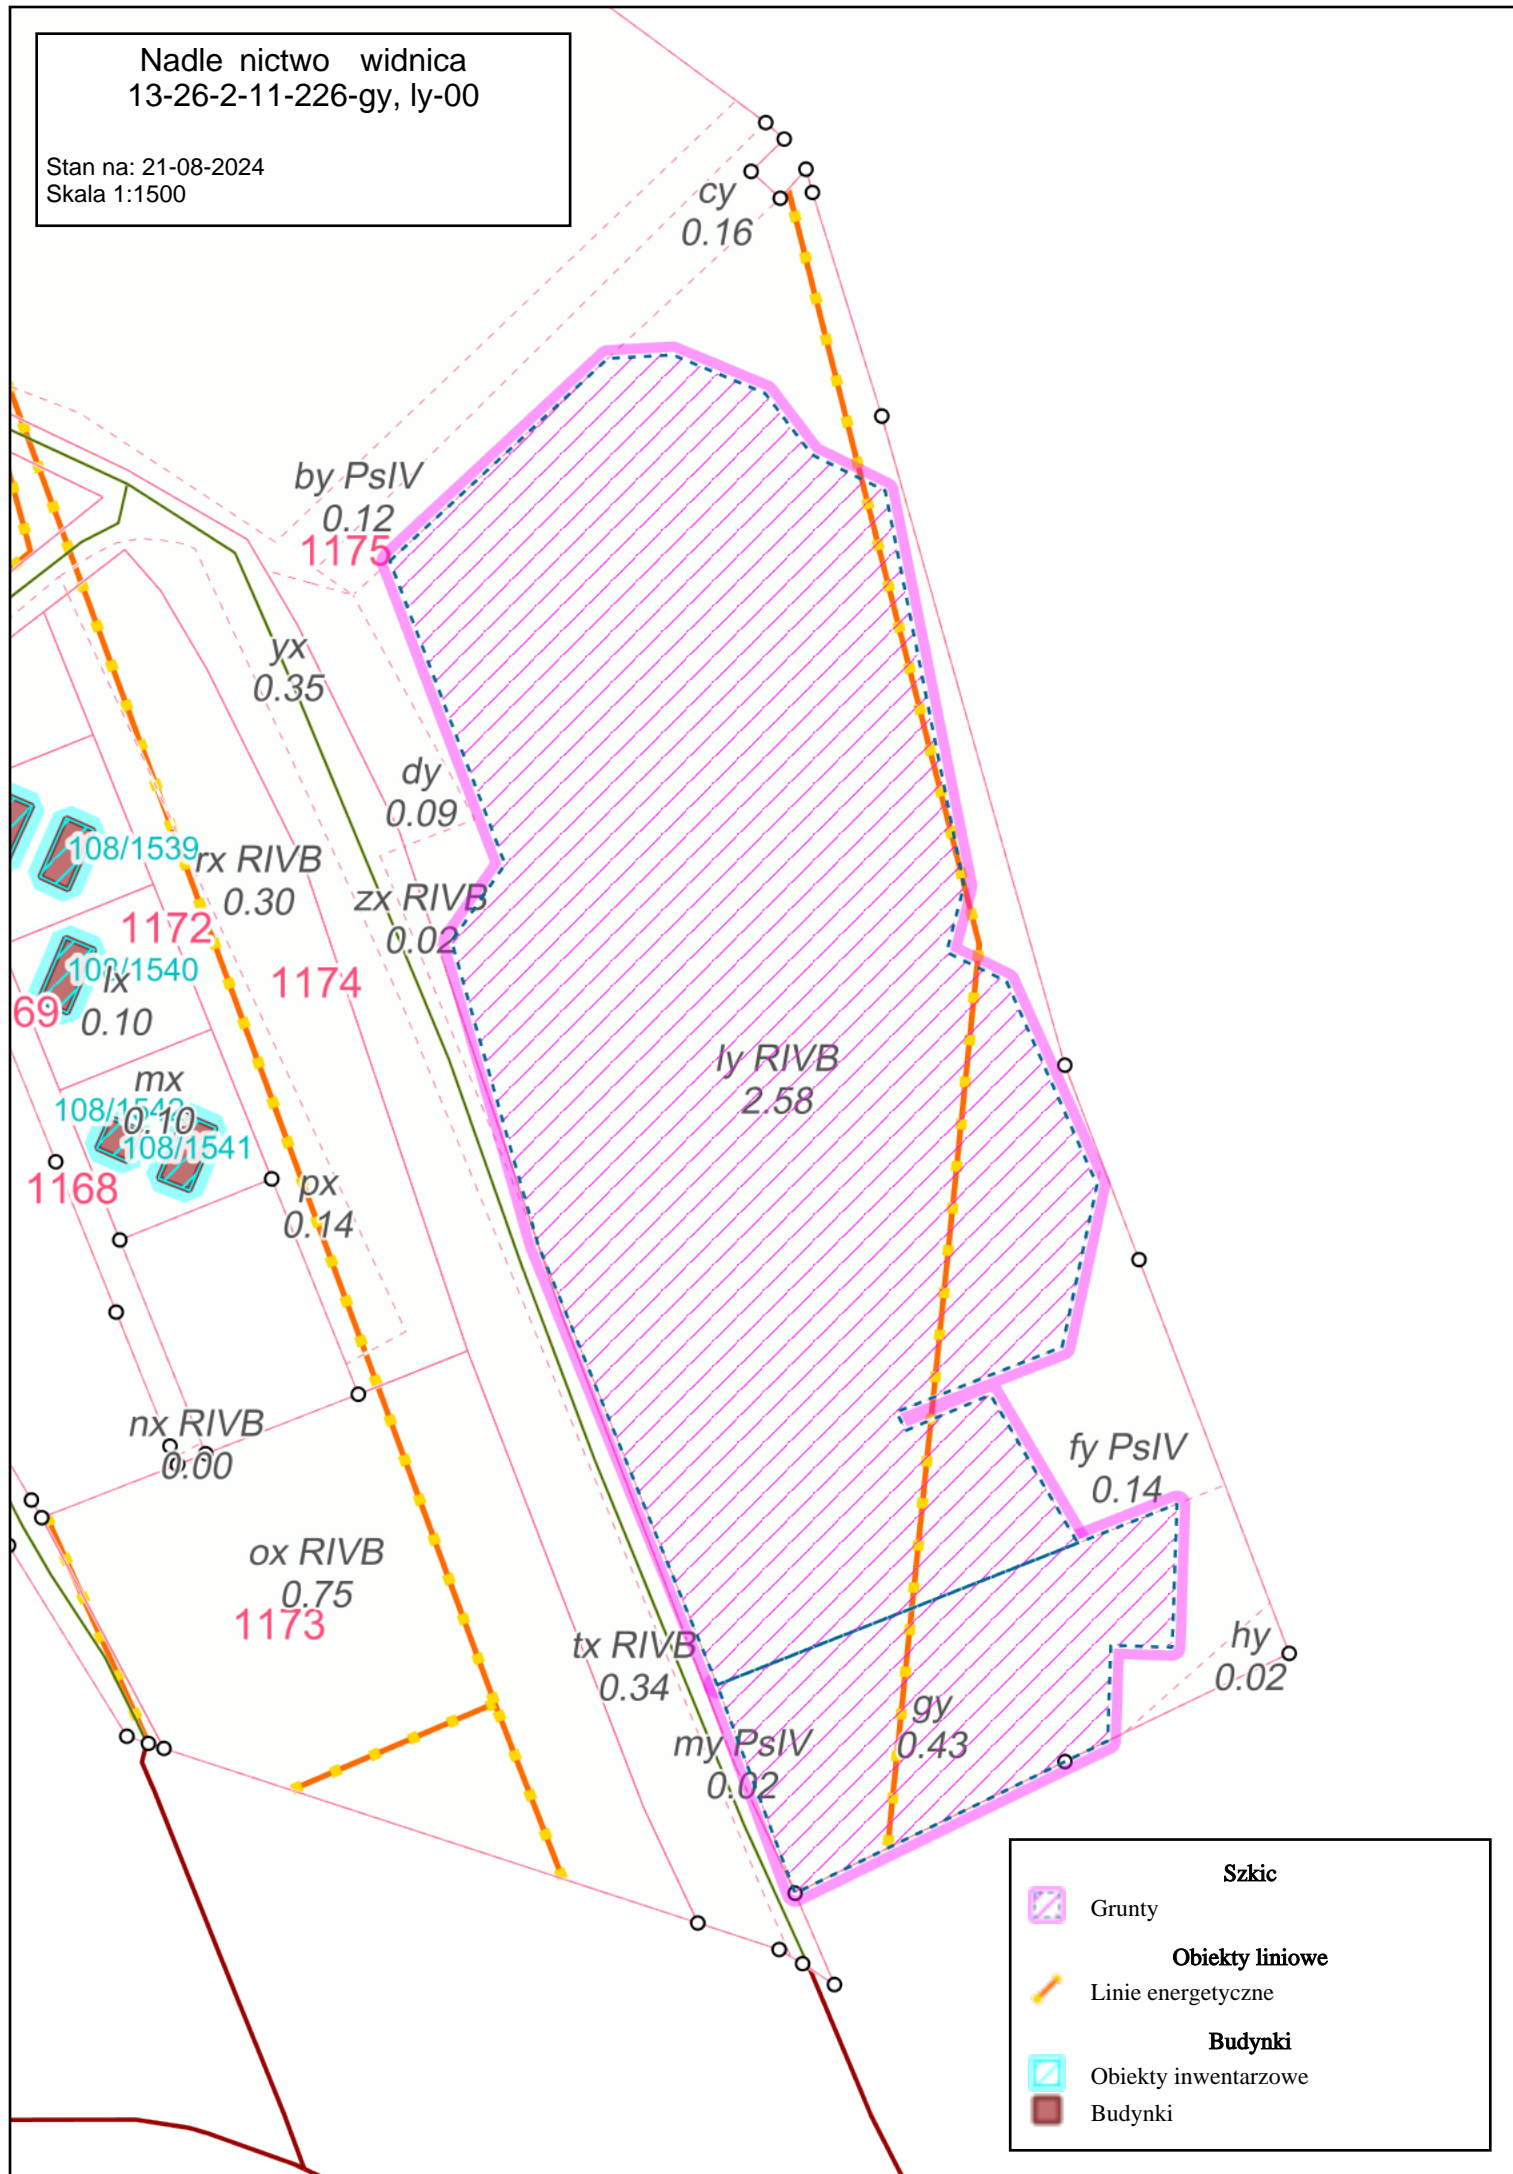 Nadle nictwo widnica
13-26-2-11-226-gy, ly-00
Stan na: 21-08-2024
Skala 1:1500
cy
0.16
by PsIV
0.12
1175
yx
0.35
dy
0.09
108/1539
rx RIVB
0.30
zx RIVB
0.02
1172
108/1540
lx
0.10
69
1174
ly RIVB
2.58
mx
0.10
108/1542
108/1541
1168
px
0.14
nx RIVB
0.00
fy PsIV
0.14
ox RIVB
0.75
1173
tx RIVB
0.34
hy
0.02
gy
0.43
my PsIV
0.02
Szkic
Grunty
Obiekty liniowe
Linie energetyczne
Budynki
Obiekty inwentarzowe
Budynki